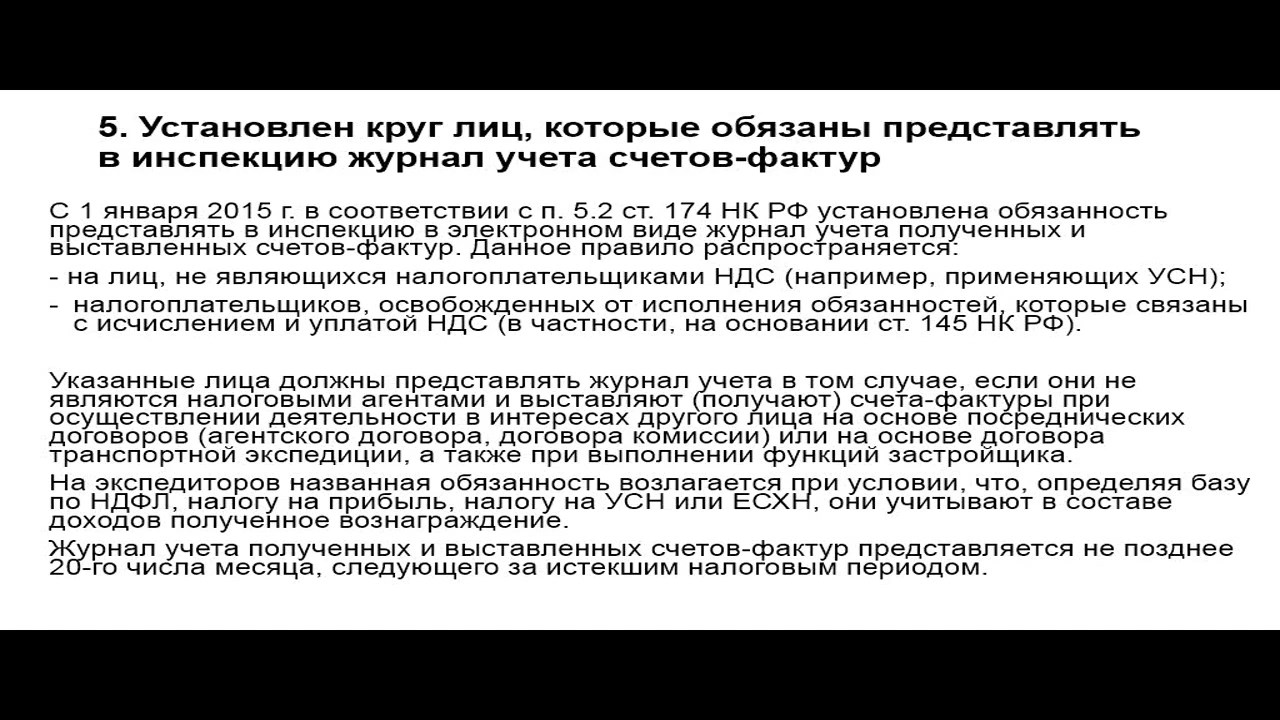 5. Установлен круг лиц, которые обязаны представлять
в инспекцию журнал учета счетов-фактур
С 1 января 2015 г. в соответствии с п. 5.2 ст. 174 НК РФ установлена обязанность
представлять в инспекцию в электронном виде журнал учета полученных и
выставленных счетов-фактур. Данное правило распространяется:
- на лиц, не являющихся налогоплательщиками НДС (например, применяющих УСН);
- налогоплательщиков, освобожденных от исполнения обязанностей, которые связаны
с исчислением и уплатой НДС (в частности, на основании ст. 145 НК РФ).
Указанные лица должны представлять журнал учета в том случае, если они не
являются налоговыми агентами и выставляют (получают) счета-фактуры при
осуществлении деятельности в интересах другого лица на основе посреднических
договоров (агентского договора, договора комиссии) или на основе договора
транспортной экспедиции, а также при выполнении функций застройщика.
На экспедиторов названная обязанность возлагается при условии, что, определяя базу
по НДФЛ, налогу на прибыль, налогу на УСН или ЕСХН, они учитывают в составе
доходов полученное вознаграждение.
Журнал учета полученных и выставленных счетов-фактур представляется не позднее
20-го числа месяца, следующего за истекшим налоговым периодом.